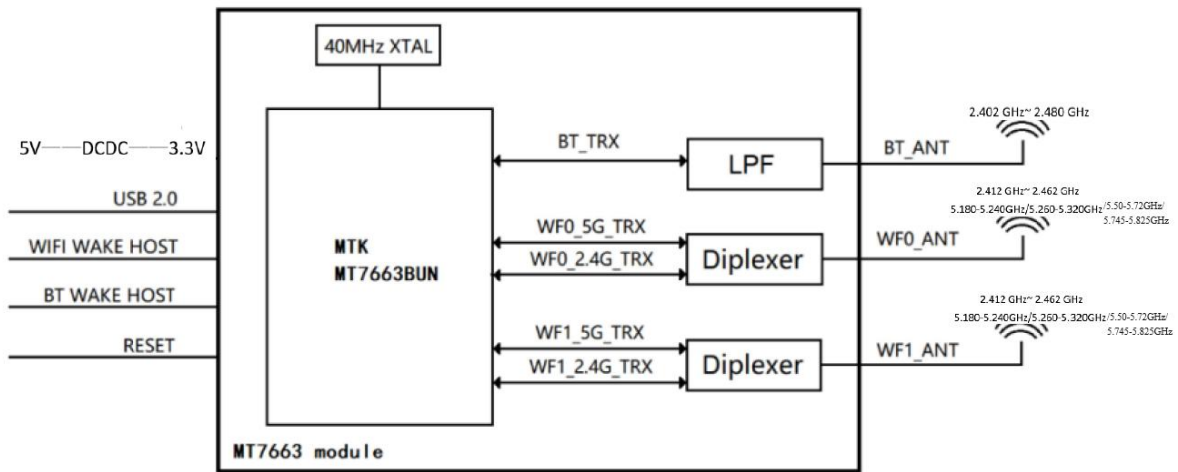 40MHz XTAL
5V——DCDC——3.3V
USB 2.0
WIFI WAKE HOST
BT WAKE HOST
RESET
MTK
MT7663BUN
BT_TRX
LPF
BT_ANT
2.402 GHz~ 2.480 GHz
WF0_5G_TRX
WF0_2.4G_TRX
Diplexer
WF0_ANT
2.412 GHz~ 2.462 GHz
5.180-5.240GHz/5.260-5.320GHz/5.50-5.72GHz/
5.745-5.825GHz
WF1_5G_TRX
WF1_2.4G_TRX
Diplexer
WF1_ANT
2.412 GHz~ 2.462 GHz
5.180-5.240GHz/5.260-5.320GHz/5.50-5.72GHz/
5.745-5.825GHz
MT7663 module